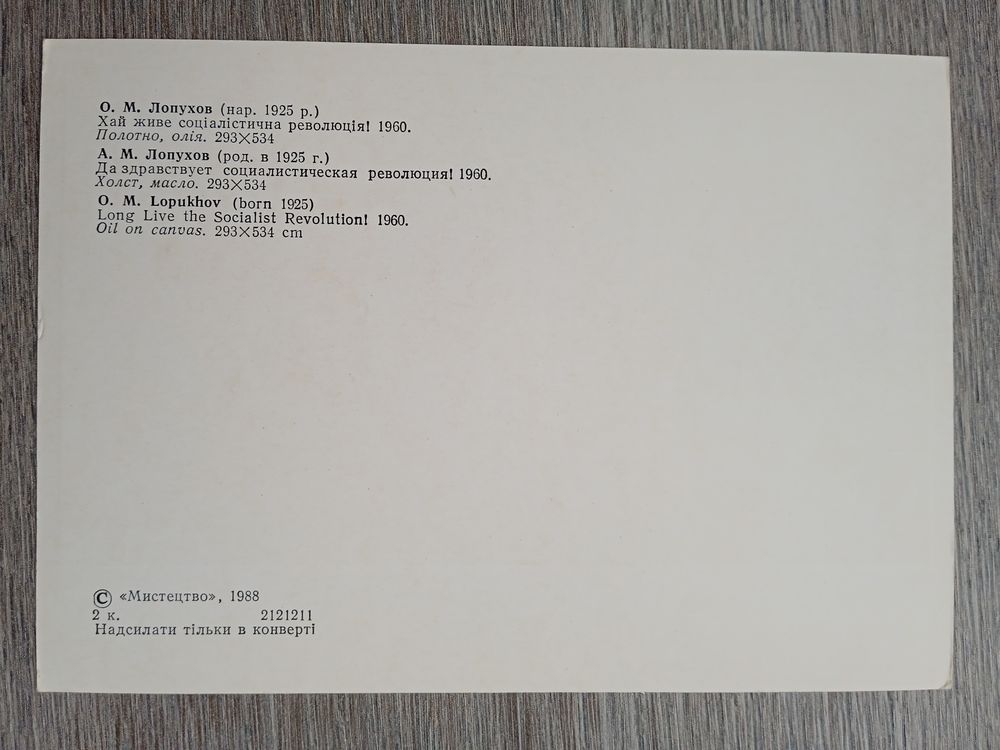 О. М. Лопухов (нар. 1925 р.)
Хай живе соціалістична революція! 1960.
Полотно, олія. 293×534
А. М. Лопухов (род. в 1925 г.)
Да здравствует социалистическая революция! 1960.
Холст, масло. 293×534
O. M. Lopukhov (born 1925)
Long Live the Socialist Revolution! 1960.
Oil on canvas. 293×534 cm
© «Мистецтво», 1988
2 к. 2121211
Надсилати тільки в конверті